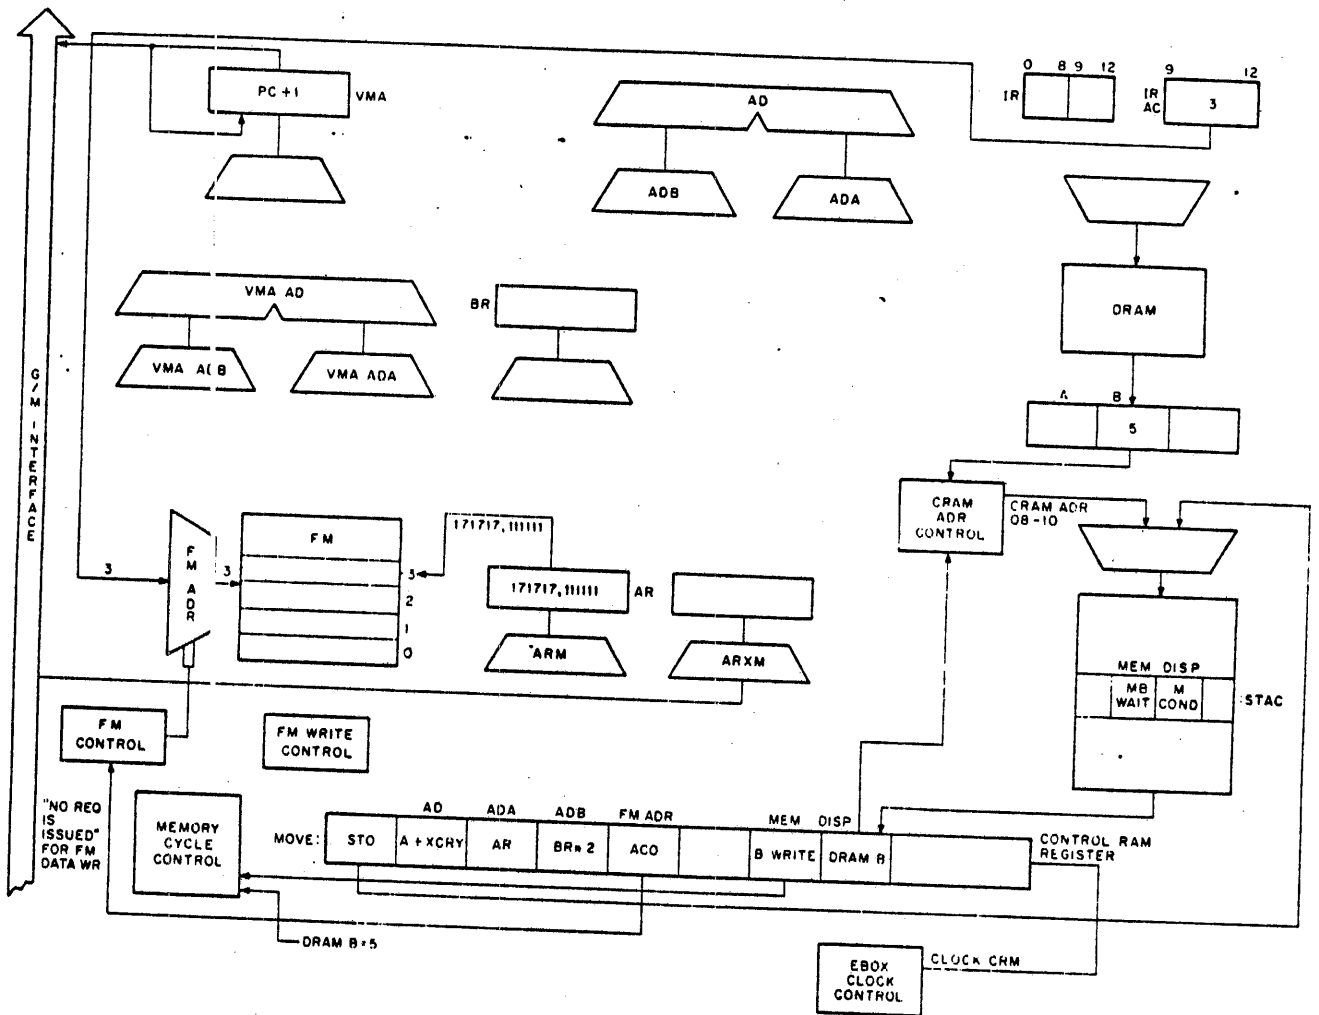 0 8 9 12
IR
9 12
IR
AC
3
PC +1
VMA
AD
ADB
ADA
VMA AD
BR
VMA
VMA ADA
DRAM
A B
5
G/M INTERFACE
CRAM
ADR
CONTROL
CRAM ADR
08-10
171717,111111
FM
FM ADR
3
3
3
2
1
0
171717,111111
AR
ARM
ARXM
MEM DISP
MB
WAIT
M
COND
STAC
FM
CONTROL
FM WRITE
CONTROL
"NO REQ
IS
ISSUED"
FOR FM
DATA WR
MEMORY
CYCLE
CONTROL
AD ADA ADB FM ADR MEM DISP
MOVE:
STO
A + XCRY
AR
BR*2
ACO
B WRITE
DRAM B
CONTROL RAM
REGISTER
DRAM B=5
EBOX
CLOCK
CONTROL
CLOCK CRM